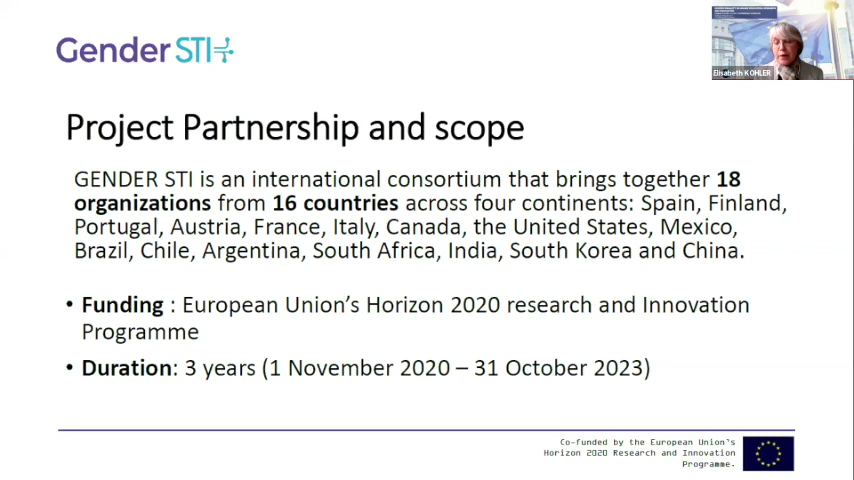 Gender STI
Elisabeth KOHLER
Project Partnership and scope
GENDER STI is an international consortium that brings together 18
organizations from 16 countries across four continents: Spain, Finland,
Portugal, Austria, France, Italy, Canada, the United States, Mexico,
Brazil, Chile, Argentina, South Africa, India, South Korea and China.
• Funding : European Union's Horizon 2020 research and Innovation
Programme
• Duration: 3 years (1 November 2020 – 31 October 2023)
Co-funded by the European Union's
Horizon 2020 Research and Innovation
Programme.